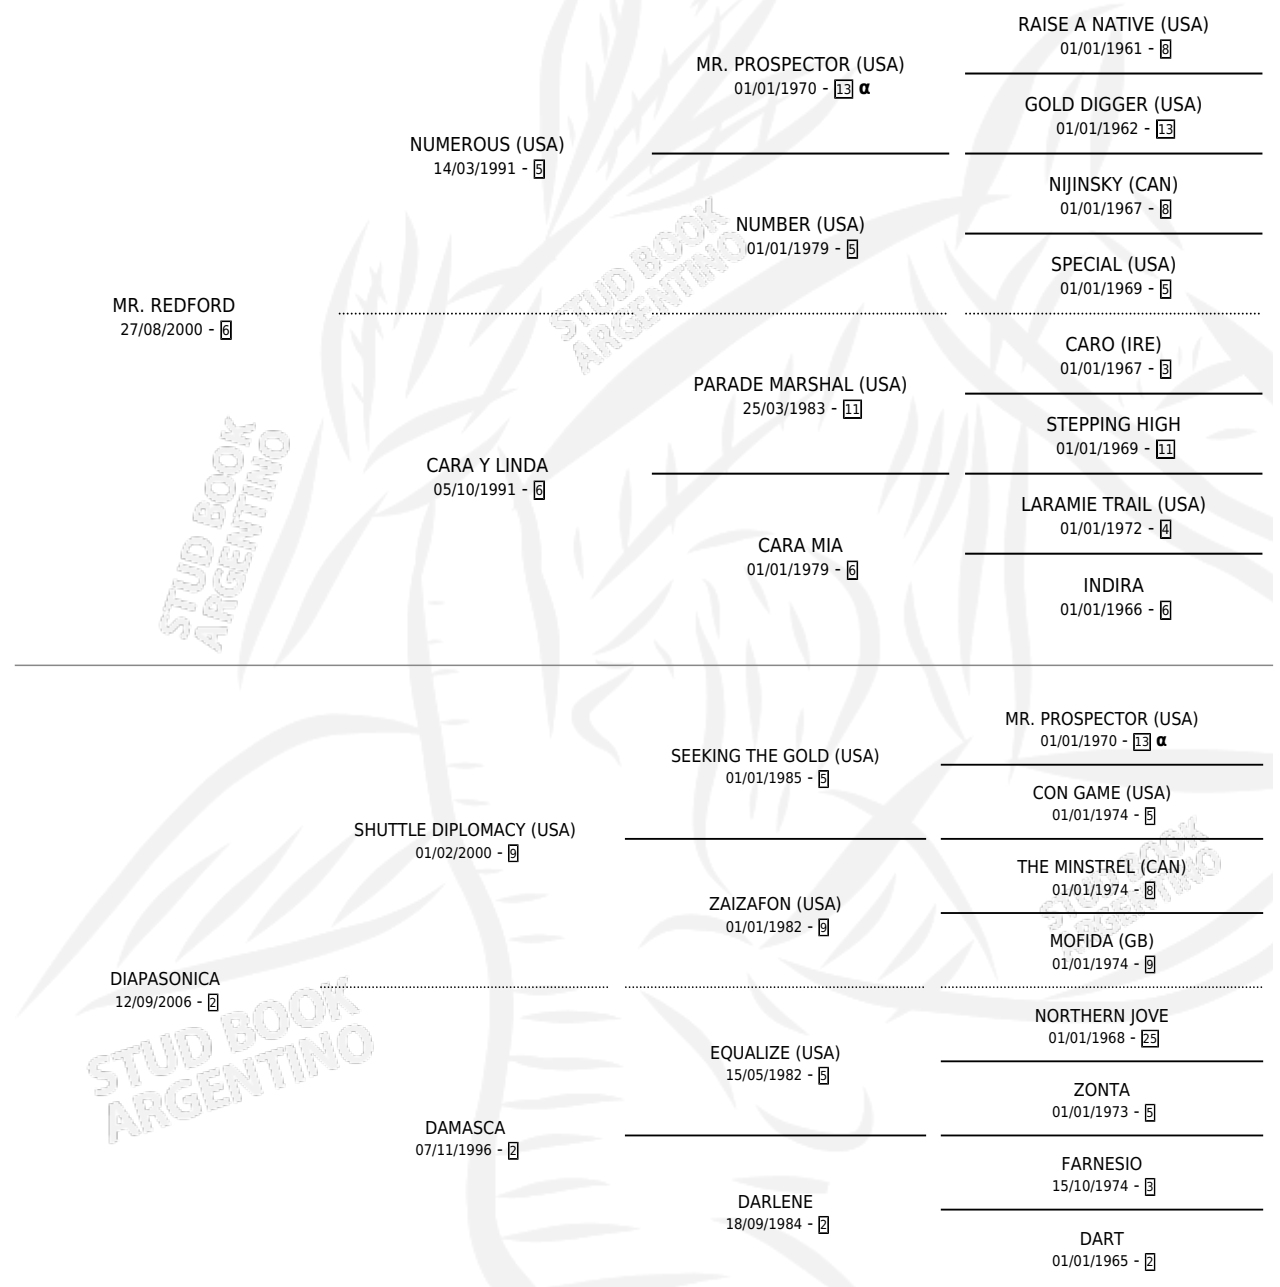 RAISE A NATIVE (USA)
01/01/1961 - 8
MR. PROSPECTOR (USA)
01/01/1970 - 13 α
GOLD DIGGER (USA)
01/01/1962 - 13
NUMEROUS (USA)
14/03/1991 - 5
NIJINSKY (CAN)
01/01/1967 - 8
NUMBER (USA)
01/01/1979 - 5
SPECIAL (USA)
01/01/1969 - 5
MR. REDFORD
27/08/2000 - 6
CARO (IRE)
01/01/1967 - 3
PARADE MARSHAL (USA)
25/03/1983 - 11
STEPPING HIGH
01/01/1969 - 11
CARA Y LINDA
05/10/1991 - 6
LARAMIE TRAIL (USA)
01/01/1972 - 4
CARA MIA
01/01/1979 - 6
INDIRA
01/01/1966 - 6
MR. PROSPECTOR (USA)
01/01/1970 - 13 α
SEEKING THE GOLD (USA)
01/01/1985 - 5
CON GAME (USA)
01/01/1974 - 5
SHUTTLE DIPLOMACY (USA)
01/02/2000 - 9
THE MINSTREL (CAN)
01/01/1974 - 8
ZAIZAFON (USA)
01/01/1982 - 9
MOFIDA (GB)
01/01/1974 - 9
DIAPASONICA
12/09/2006 - 2
NORTHERN JOVE
01/01/1968 - 25
EQUALIZE (USA)
15/05/1982 - 5
ZONTA
01/01/1973 - 5
DAMASCA
07/11/1996 - 2
FARNESIO
15/10/1974 - 3
DARLENE
18/09/1984 - 2
DART
01/01/1965 - 2
STUD BOOK
ARGENTINO
STUD BOOK
ARGENTINO
STUD BOOK
ARGENTINO
STUD BOOK
ARGENTINO